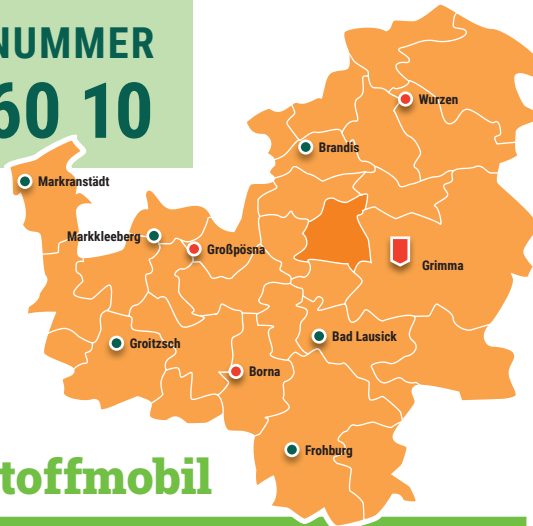 NUMMER
60 10
Wurzen
Brandis
Markranstädt
Markkleeberg
Großpösna
Grimma
Bad Lausick
Groitzsch
Borna
Frohburg
toffmobil